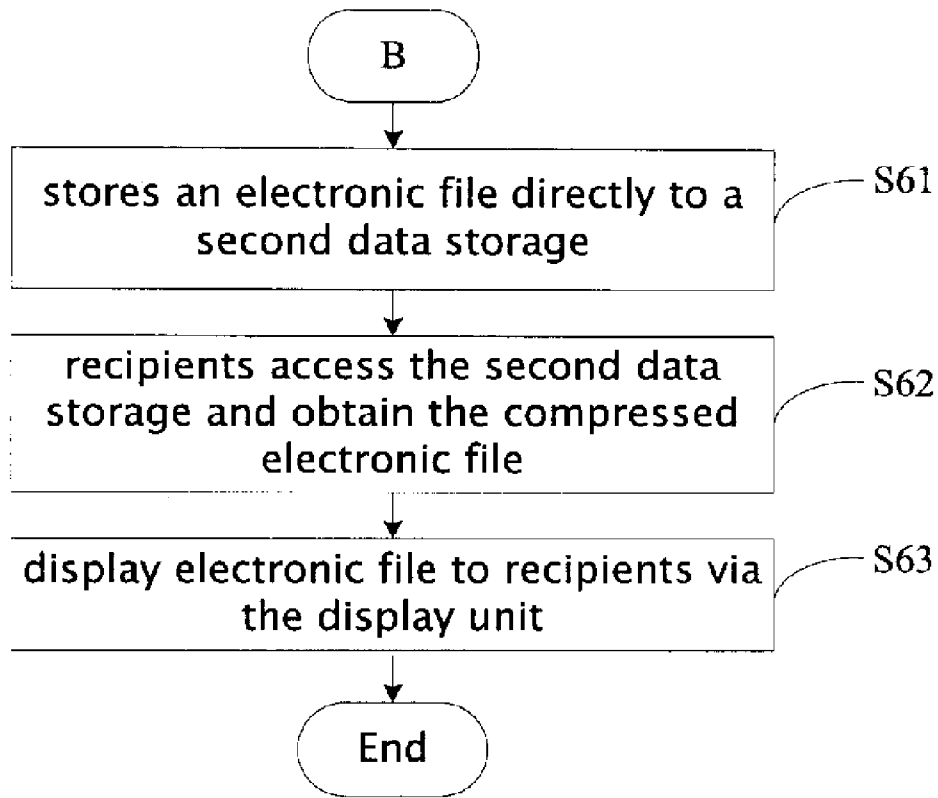 B
stores an electronic file directly to a
second data storage
S61
recipients access the second data
storage and obtain the compressed
electronic file
S62
display electronic file to recipients via
the display unit
S63
End